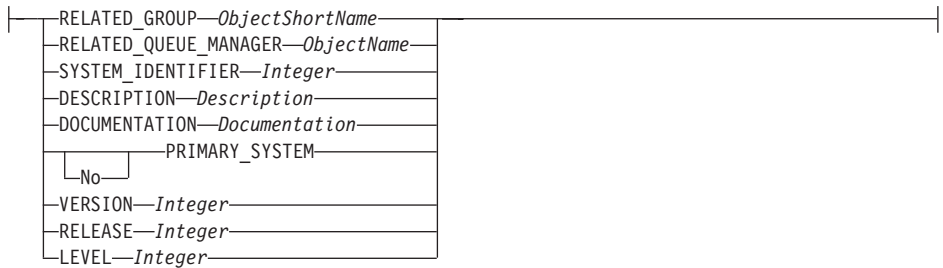 RELATED_GROUP ObjectShortName
RELATED_QUEUE_MANAGER ObjectName
SYSTEM_IDENTIFIER Integer
DESCRIPTION Description
DOCUMENTATION Documentation
PRIMARY_SYSTEM
No
VERSION Integer
RELEASE Integer
LEVEL Integer